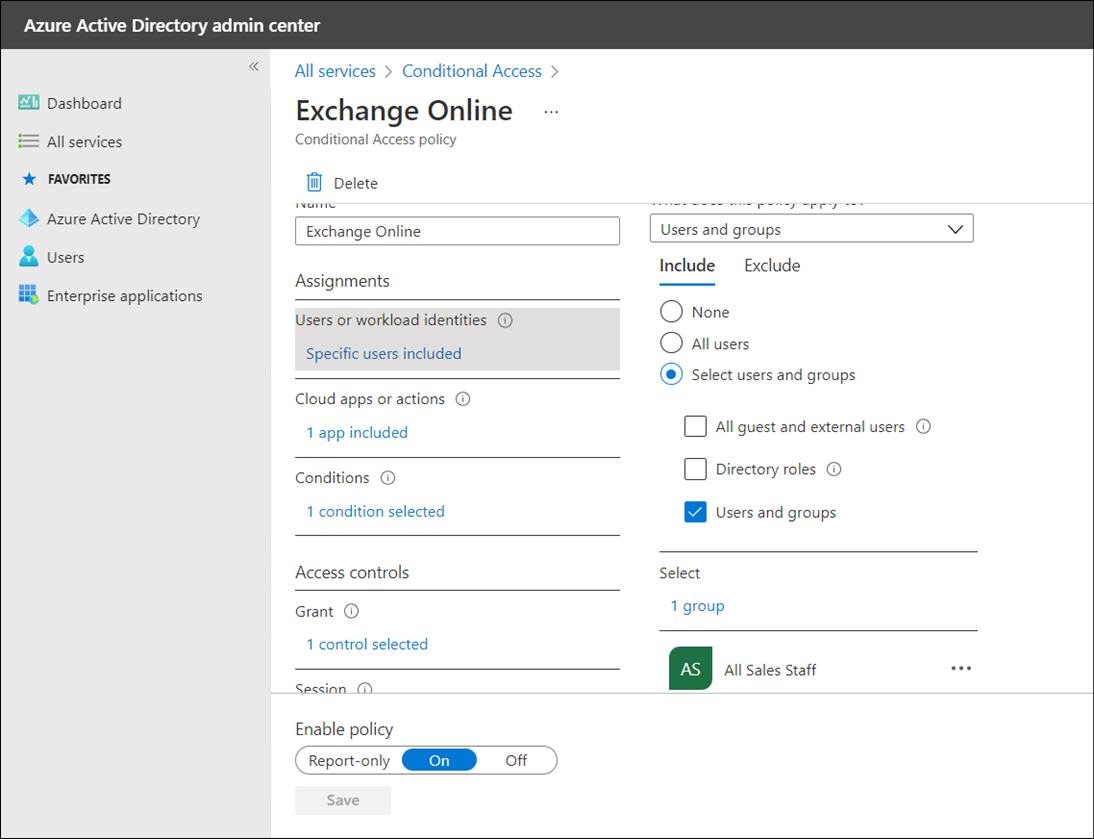 Azure Active Directory admin center
«
Dashboard
All services
FAVORITES
Azure Active Directory
Users
Enterprise applications
All services > Conditional Access >
Exchange Online ...
Conditional Access policy
Delete
Name
Exchange Online
Assignments
Users or workload identities
Specific users included
Cloud apps or actions
1 app included
Conditions
1 condition selected
Access controls
Grant
1 control selected
Session
What does this policy apply to?
Users and groups
Include Exclude
None
All users
Select users and groups
All guest and external users
Directory roles
Users and groups
Select
1 group
AS All Sales Staff ...
Enable policy
Report-only On Off
Save